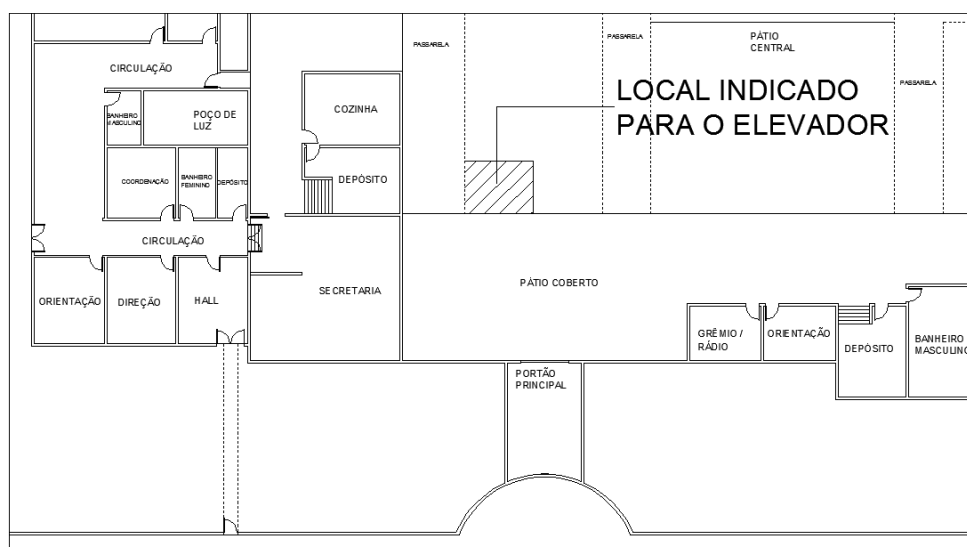 PASSARELA
PASSARELA
PÁTIO
CENTRAL
CIRCULAÇÃO
PASSARELA
LOCAL INDICADO
PARA O ELEVADOR
COZINHA
BANHEIRO
MASCULINO
POÇO DE
LUZ
COORDENAÇÃO
BANHEIRO
FEMININO
DEPÓSITO
DEPÓSITO
CIRCULAÇÃO
PÁTIO COBERTO
SECRETARIA
ORIENTAÇÃO
DIREÇÃO
HALL
GRÊMIO /
RÁDIO
ORIENTAÇÃO
DEPÓSITO
BANHEIRO
MASCULINO
PORTÃO
PRINCIPAL